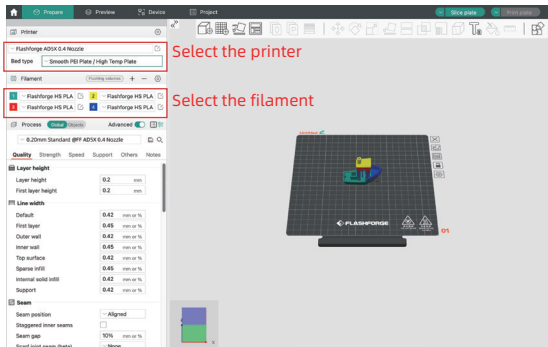 Prepare Preview Device Project Slice plate Print plate
Printer
Flashforge AD5X 0.4 Nozzle
Bed type Smooth PEI Plate / High Temp Plate
Select the printer
Filament Flushing volumes
1 Flashforge HS PLA 2 Flashforge HS PLA
3 Flashforge HS PLA 4 Flashforge HS PLA
Select the filament
Process Global Objects Advanced
0.20mm Standard @FF AD5X 0.4 Nozzle
Quality Strength Speed Support Others Notes
Layer height
Layer height 0.2 mm
First layer height 0.2 mm
Line width
Default 0.42 mm or %
First layer 0.45 mm or %
Outer wall 0.42 mm or %
Inner wall 0.45 mm or %
Top surface 0.42 mm or %
Sparse infill 0.45 mm or %
Internal solid infill 0.42 mm or %
Support 0.42 mm or %
Seam
Seam position Aligned
Staggered inner seams
Seam gap 10% mm or %
Scarf joint seam (beta) None
Untitled
FLASHFORGE
01
x